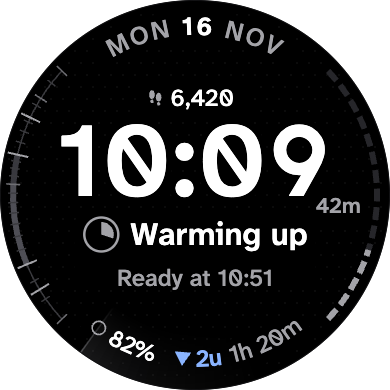 MON 16 NOV
6,420
10:09
42m
Warming up
Ready at 10:51
82% ▼2u 1h 20m